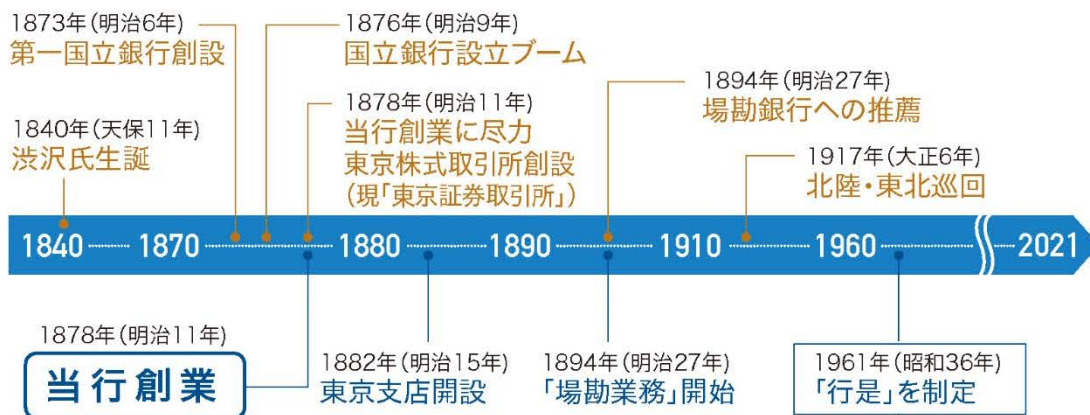 1873年(明治6年)
第一国立銀行創設
1876年(明治9年)
国立銀行設立ブーム
1840年(天保11年)
渋沢氏生誕
1878年(明治11年)
当行創業に尽力
東京株式取引所創設
(現「東京証券取引所」)
1894年(明治27年)
場勘銀行への推薦
1917年(大正6年)
北陸・東北巡回
1840 1870 1880 1890 1910 1960 2021
1878年(明治11年)
当行創業
1882年(明治15年)
東京支店開設
1894年(明治27年)
「場勘業務」開始
1961年(昭和36年)
「行是」を制定